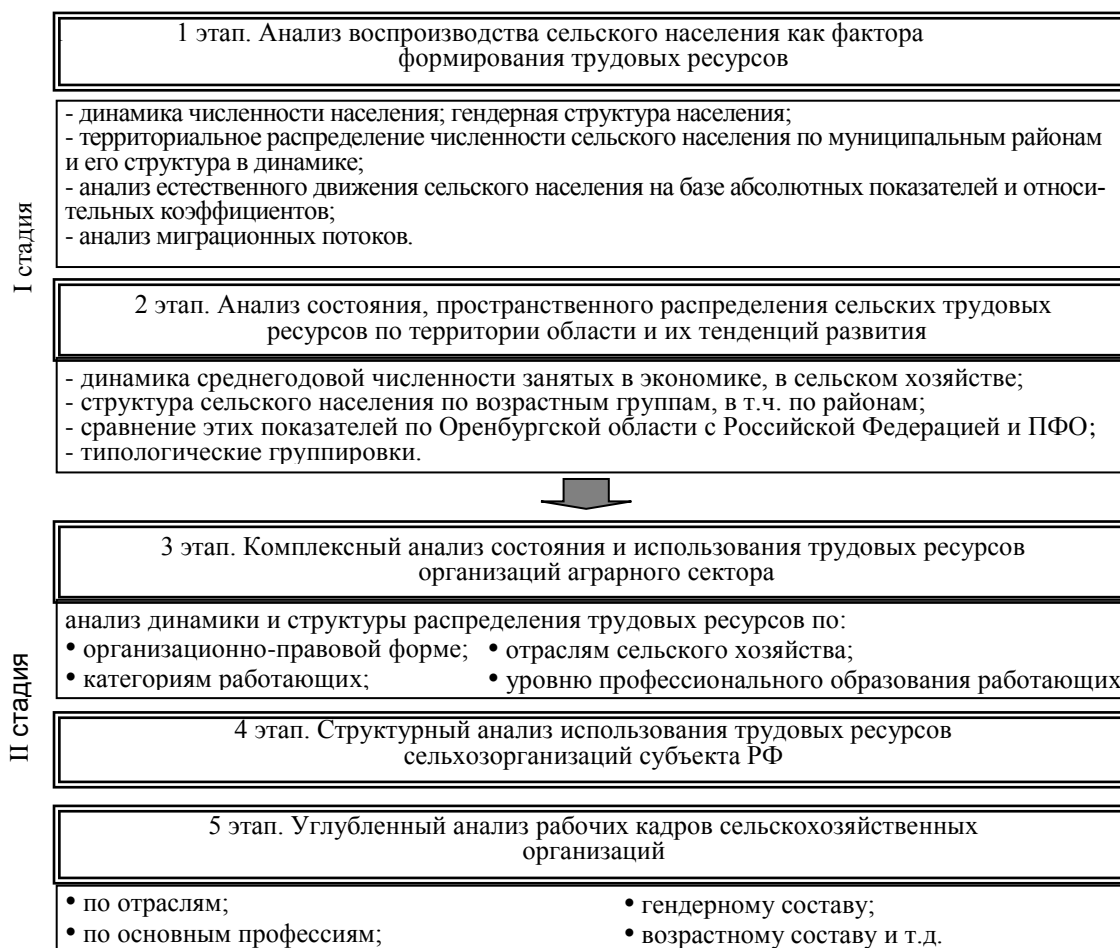 1 этап. Анализ воспроизводства сельского населения как фактора
формирования трудовых ресурсов
I стадия
- динамика численности населения; гендерная структура населения;
- территориальное распределение численности сельского населения по муниципальным районам
и его структура в динамике;
- анализ естественного движения сельского населения на базе абсолютных показателей и относи-
тельных коэффициентов;
- анализ миграционных потоков.
2 этап. Анализ состояния, пространственного распределения сельских трудовых
ресурсов по территории области и их тенденций развития
- динамика среднегодовой численности занятых в экономике, в сельском хозяйстве;
- структура сельского населения по возрастным группам, в т.ч. по районам;
- сравнение этих показателей по Оренбургской области с Российской Федерацией и ПФО;
- типологические группировки.
II стадия
3 этап. Комплексный анализ состояния и использования трудовых ресурсов
организаций аграрного сектора
анализ динамики и структуры распределения трудовых ресурсов по:
• организационно-правовой форме; • отраслям сельского хозяйства;
• категориям работающих; • уровню профессионального образования работающих
4 этап. Структурный анализ использования трудовых ресурсов
сельхозорганизаций субъекта РФ
5 этап. Углубленный анализ рабочих кадров сельскохозяйственных
организаций
• по отраслям; • гендерному составу;
• по основным профессиям; • возрастному составу и т.д.